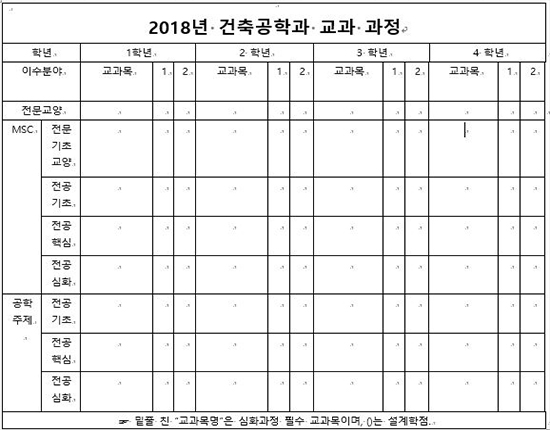 2018년 건축공학과 교과 과정
학년 1학년 2 학년 3 학년 4 학년
이수분야 교과목 1 2 교과목 1 2 교과목 1 2 교과목 1 2
전문교양
MSC 전문
기초
교양
전공
기초
전공
핵심
전공
심화
공학 전공
주제 기초
전공
핵심
전공
심화
☞ 밑줄 친 "교과목명"은 심화과정 필수 교과목이며, ()는 설계학점.